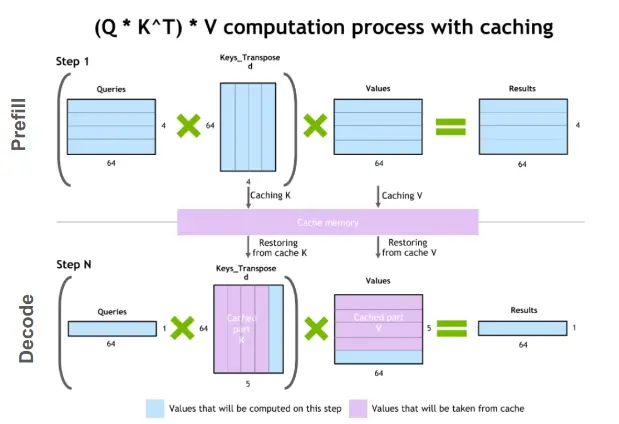 (Q * K^T) * V computation process with caching
Step 1
Prefill
Queries
4
64
Keys_Transpose
d
64
4
Values
64
Results
4
64
Caching K
Caching V
Cache memory
Restoring
from cache K
Restoring
from cache V
Step N
Decode
Queries
1
64
Keys_Transpose
d
64
Cached
part
K
5
Values
Cached part
V
5
64
Results
1
64
Values that will be computed on this step
Values that will be taken from cache